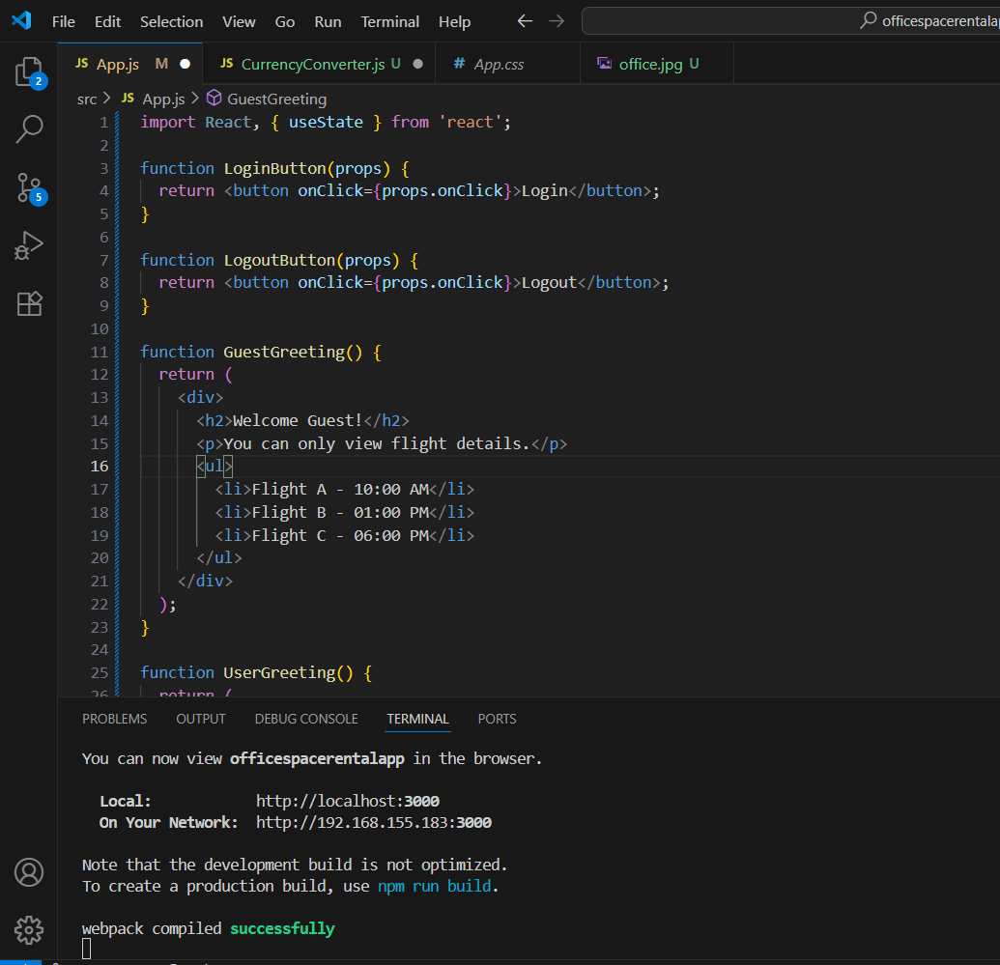 File Edit Selection View Go Run Terminal Help officespacerentalap
JS App.js M JS CurrencyConverter.js U # App.css office.jpg U
2
5
src > JS App.js > GuestGreeting
1 import React, { useState } from 'react';
2
3 function LoginButton(props) {
4 return <button onClick={props.onClick}>Login</button>;
5 }
6
7 function LogoutButton(props) {
8 return <button onClick={props.onClick}>Logout</button>;
9 }
10
11 function GuestGreeting() {
12 return (
13 <div>
14 <h2>Welcome Guest!</h2>
15 <p>You can only view flight details.</p>
16 <ul>
17 <li>Flight A - 10:00 AM</li>
18 <li>Flight B - 01:00 PM</li>
19 <li>Flight C - 06:00 PM</li>
20 </ul>
21 </div>
22 );
23 }
24
25 function UserGreeting() {
26 return (
PROBLEMS OUTPUT DEBUG CONSOLE TERMINAL PORTS
You can now view officespacerentalapp in the browser.
Local: http://localhost:3000
On Your Network: http://192.168.155.183:3000
Note that the development build is not optimized.
To create a production build, use npm run build.
webpack compiled successfully